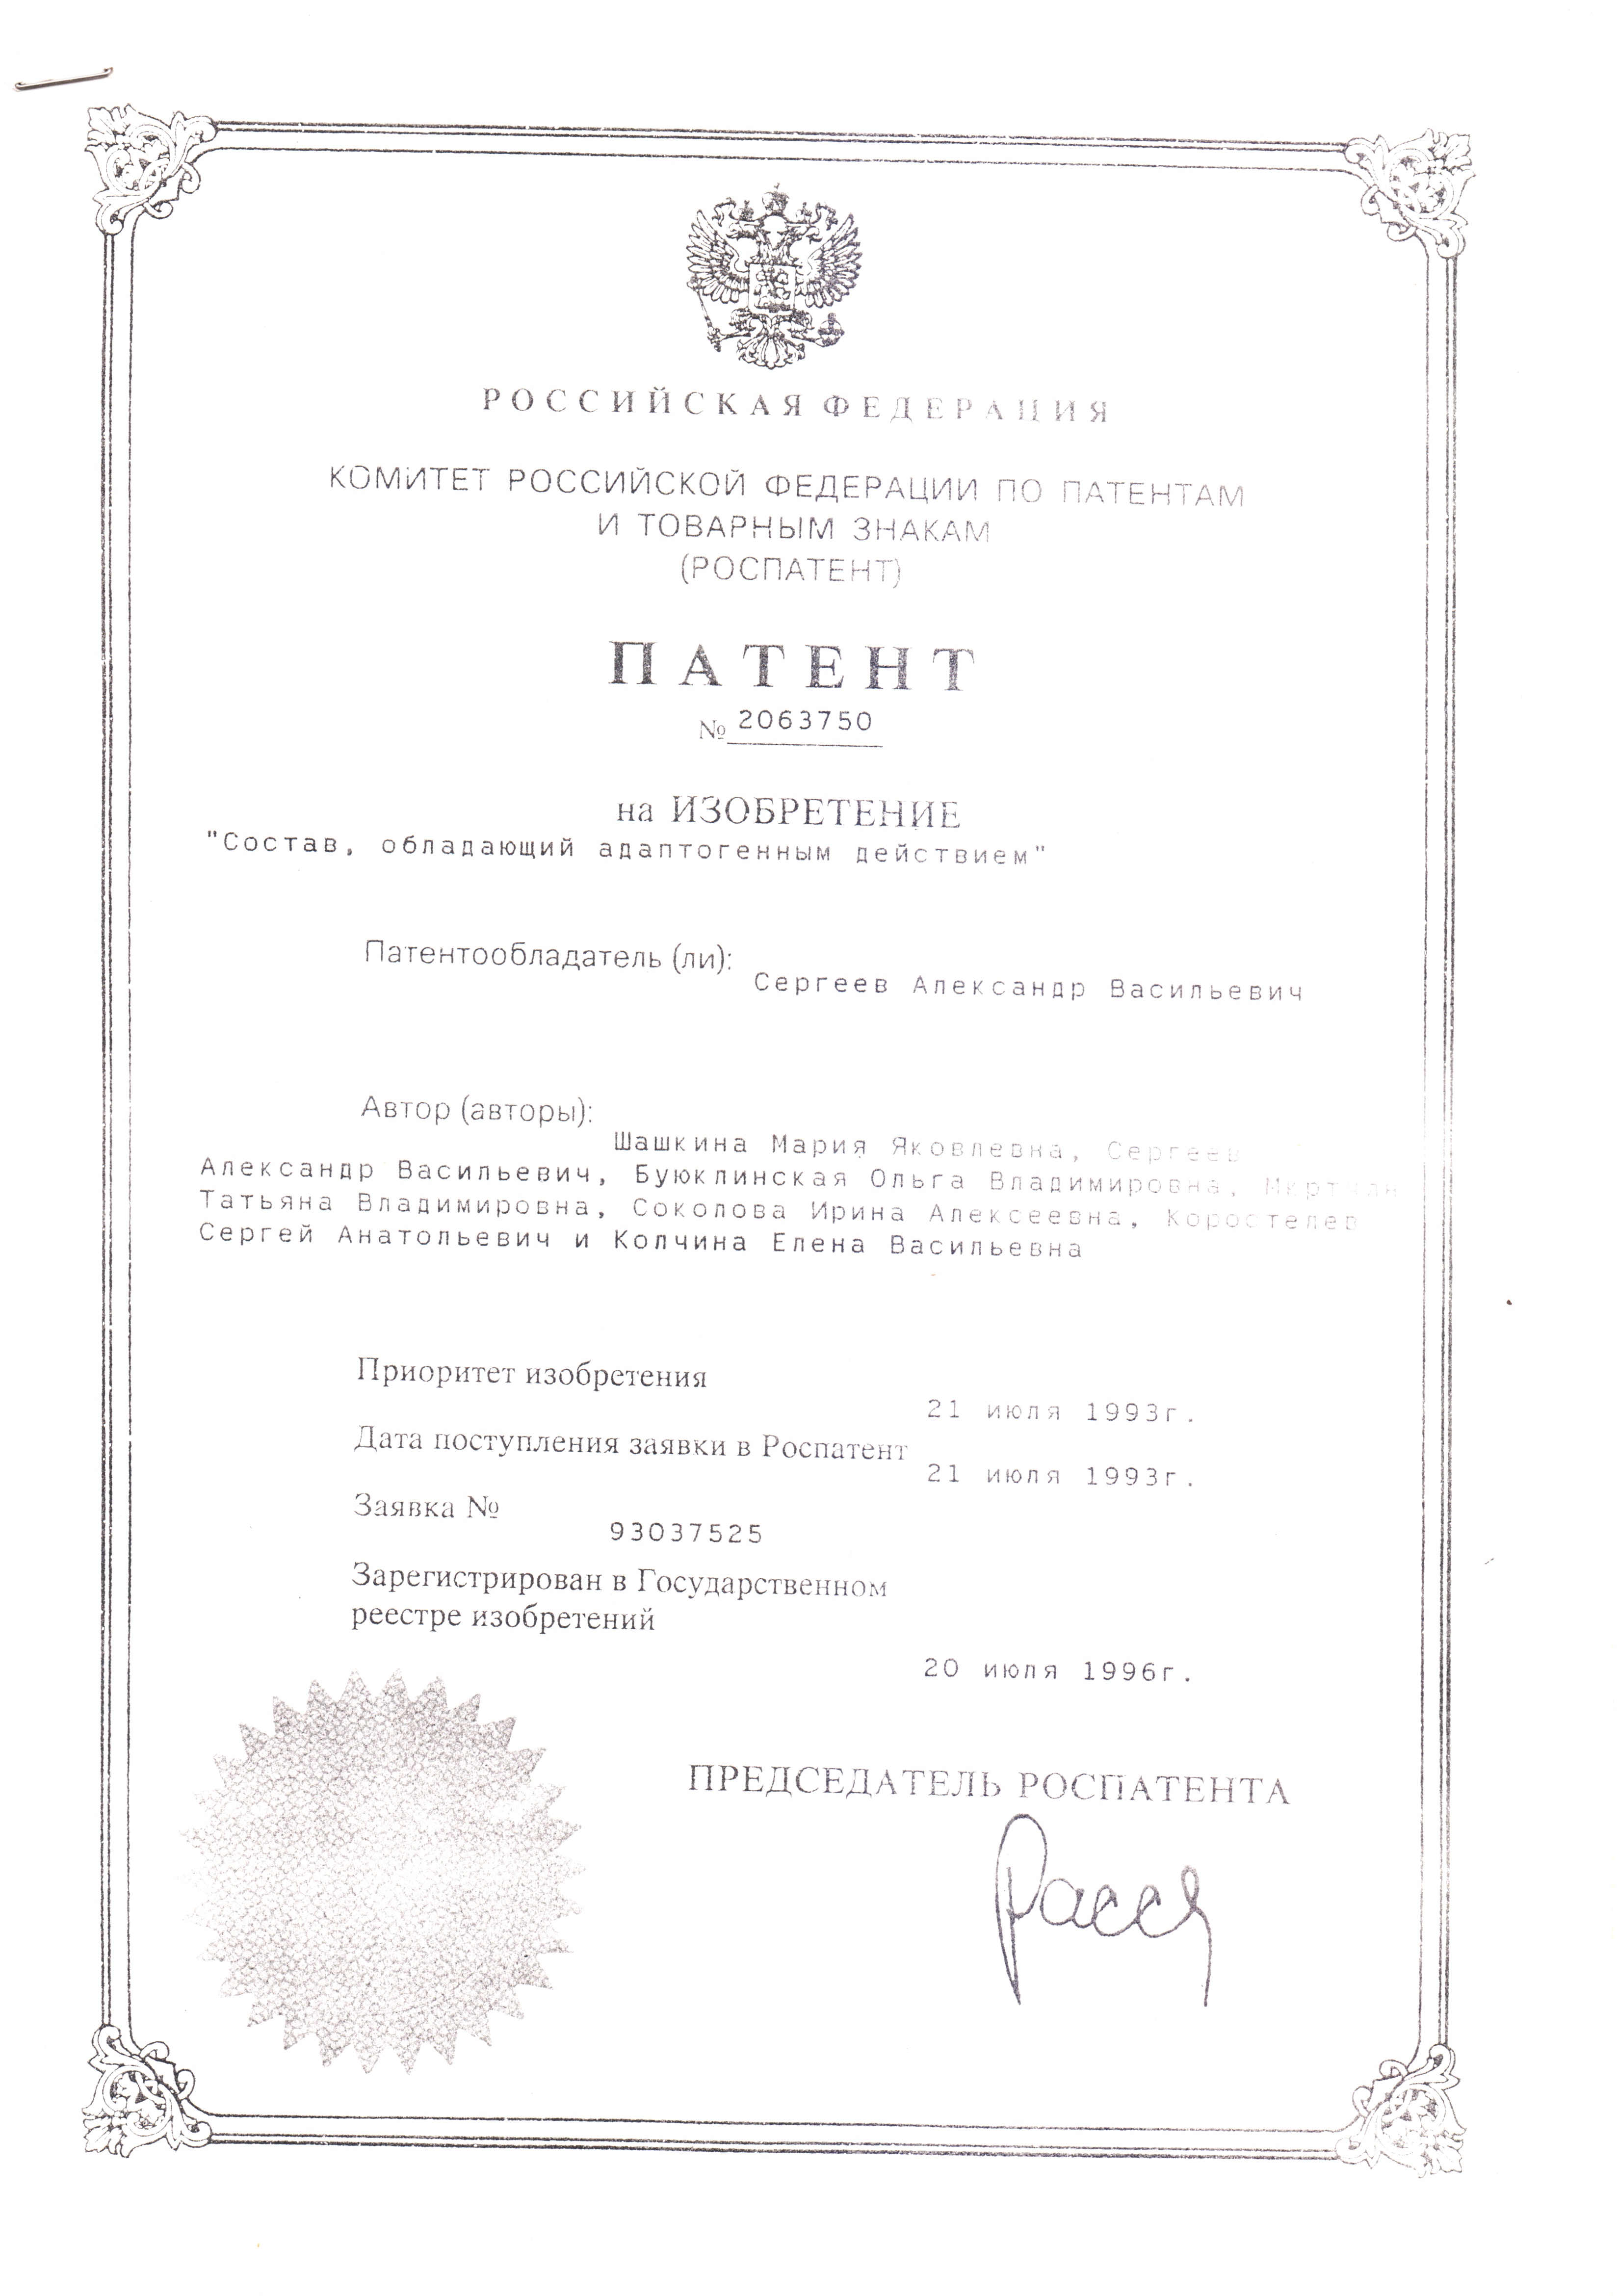 РОССИЙСКАЯ ФЕДЕРАЦИЯ
КОМИТЕТ РОССИЙСКОЙ ФЕДЕРАЦИИ ПО ПАТЕНТАМ
И ТОВАРНЫМ ЗНАКАМ
(РОСПАТЕНТ)
ПАТЕНТ
№ 2063750
на ИЗОБРЕТЕНИЕ
"Состав, обладающий адаптогенным действием"
Патентообладатель (ли):
Сергеев Александр Васильевич
Автор (авторы):
Шашкина Мария Яковлевна, Сергеев
Александр Васильевич, Буюклинская Ольга Владимировна,
Татьяна Владимировна, Соколова Ирина Алексеевна, Коростелев
Сергей Анатольевич и Колчина Елена Васильевна
Приоритет изобретения
21 июля 1993г.
Дата поступления заявки в Роспатент
21 июля 1993г.
Заявка №
93037525
Зарегистрирован в Государственном
реестре изобретений
20 июля 1996г.
ПРЕДСЕДАТЕЛЬ РОСПАТЕНТА